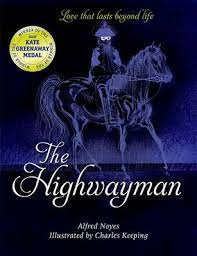 Love that lasts beyond life
WINNER OF THE
KATE
GREENAWAY
MEDAL
The
Highwayman
Alfred Noyes
Illustrated by Charles Keeping